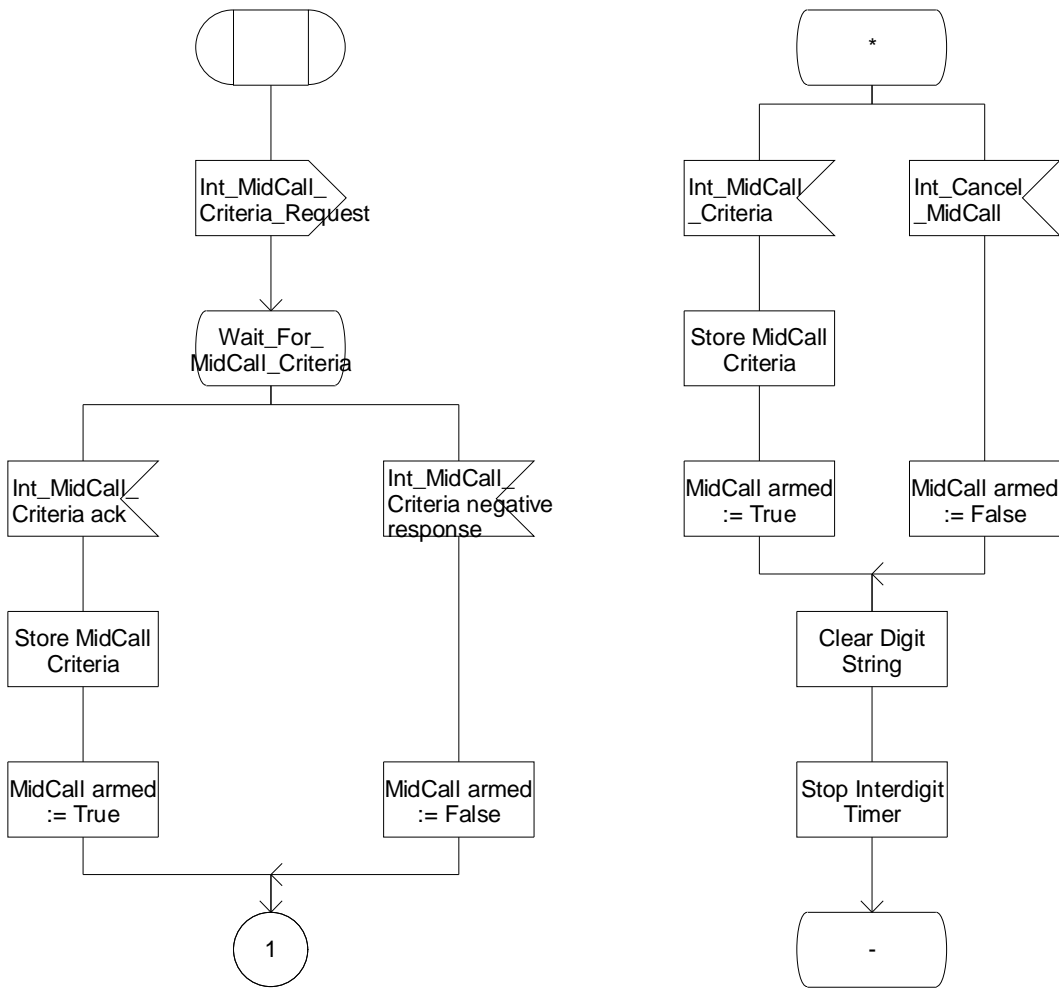 Int_MidCall_
Criteria_Request
Wait_For_
MidCall_Criteria
Int_MidCall_
Criteria ack
Int_MidCall_
Criteria negative
response
Store MidCall
Criteria
MidCall armed
:= True
MidCall armed
:= False
1
*
Int_MidCall
_Criteria
Int_Cancel
_MidCall
Store MidCall
Criteria
MidCall armed
:= True
MidCall armed
:= False
Clear Digit
String
Stop Interdigit
Timer
-